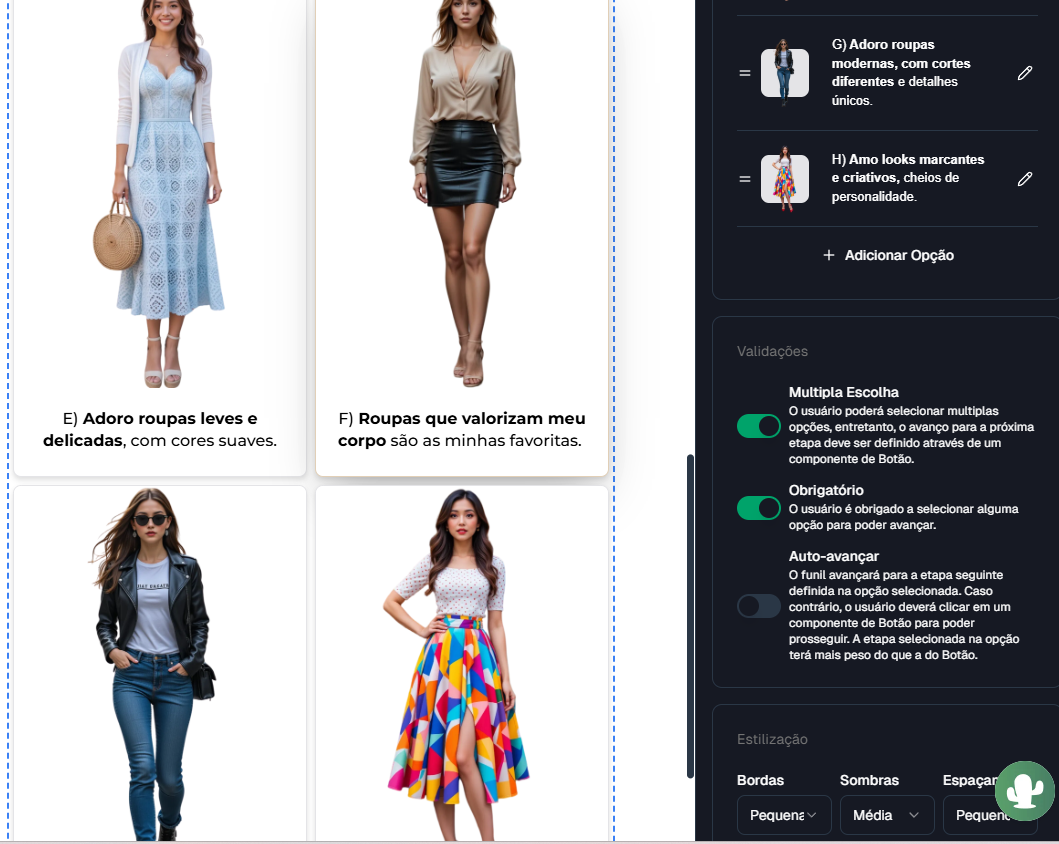 E) Adoro roupas leves e
delicadas, com cores suaves.
F) Roupas que valorizam meu
corpo são as minhas favoritas.
G) Adoro roupas
modernas, com cortes
diferentes e detalhes
únicos.
H) Amo looks marcantes
e criativos, cheios de
personalidade.
+ Adicionar Opção
Validações
Multipla Escolha
O usuário poderá selecionar multiplas
opções, entretanto, o avanço para a próxima
etapa deve ser definido através de um
componente de Botão.
Obrigatório
O usuário é obrigado a selecionar alguma
opção para poder avançar.
Auto-avançar
O funil avançará para a etapa seguinte
definida na opção selecionada. Caso
contrário, o usuário deverá clicar em um
componente de Botão para poder
prosseguir. A etapa selecionada na opção
terá mais peso do que a do Botão.
Estilização
Bordas Sombras Espaçam
Pequena Média Pequen